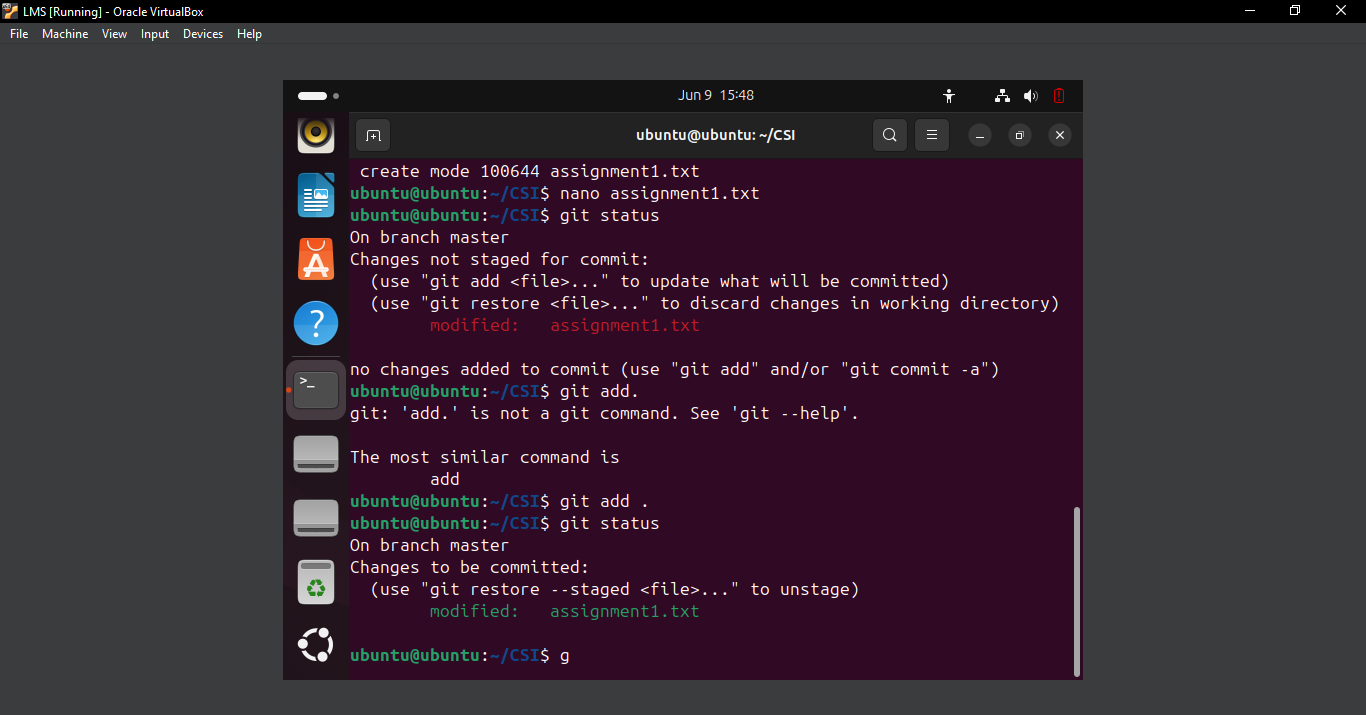 LMS [Running] - Oracle VirtualBox
File Machine View Input Devices Help
Jun 9 15:48
ubuntu@ubuntu: ~/CSI
create mode 100644 assignment1.txt
ubuntu@ubuntu:~/CSI$ nano assignment1.txt
ubuntu@ubuntu:~/CSI$ git status
On branch master
Changes not staged for commit:
(use "git add <file>..." to update what will be committed)
(use "git restore <file>..." to discard changes in working directory)
modified: assignment1.txt
no changes added to commit (use "git add" and/or "git commit -a")
ubuntu@ubuntu:~/CSI$ git add.
git: 'add.' is not a git command. See 'git --help'.
The most similar command is
add
ubuntu@ubuntu:~/CSI$ git add .
ubuntu@ubuntu:~/CSI$ git status
On branch master
Changes to be committed:
(use "git restore --staged <file>..." to unstage)
modified: assignment1.txt
ubuntu@ubuntu:~/CSI$ g